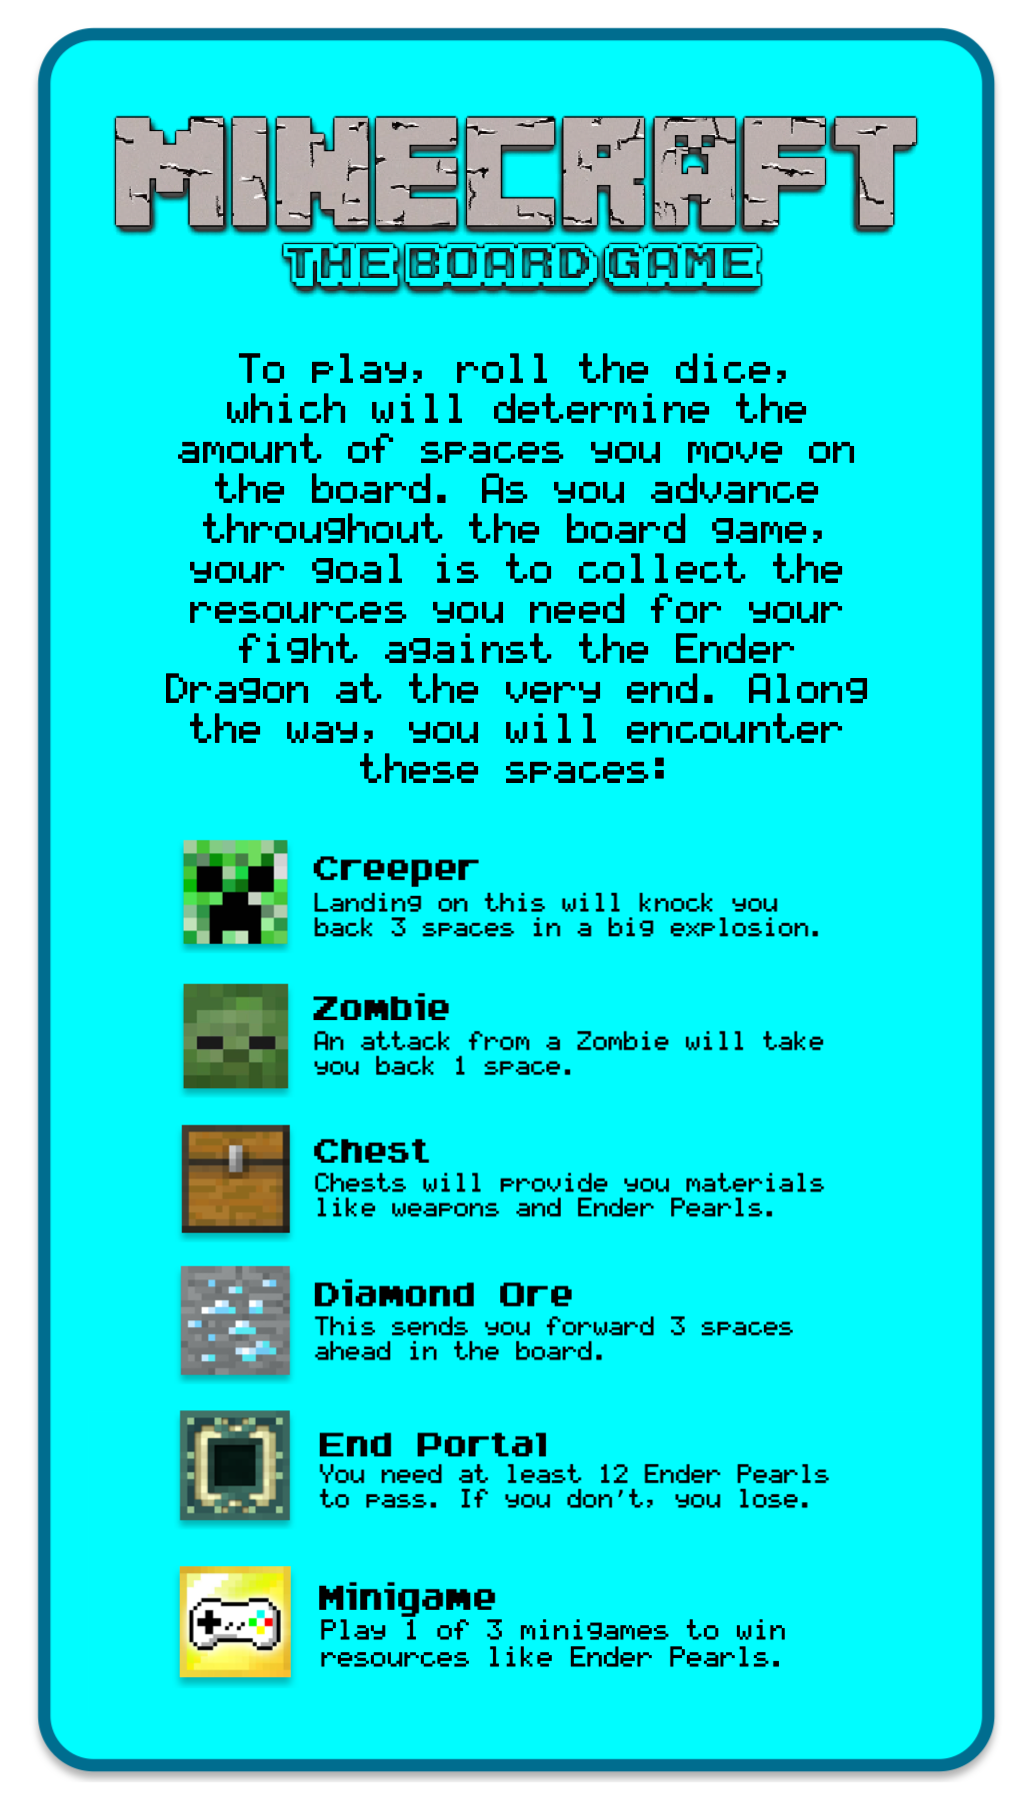 MINECRAFT
THE BOARD GAME
To play, roll the dice,
which will determine the
amount of spaces you move on
the board. As you advance
throughout the board game,
your goal is to collect the
resources you need for your
fight against the Ender
Dragon at the very end. Along
the way, you will encounter
these spaces:
Creeper
Landing on this will knock you
back 3 spaces in a big explosion.
Zombie
An attack from a Zombie will take
you back 1 space.
Chest
Chests will provide you materials
like weapons and Ender Pearls.
Diamond Ore
This sends you forward 3 spaces
ahead in the board.
End Portal
You need at least 12 Ender Pearls
to pass. If you don't, you lose.
Minigame
Play 1 of 3 minigames to win
resources like Ender Pearls.